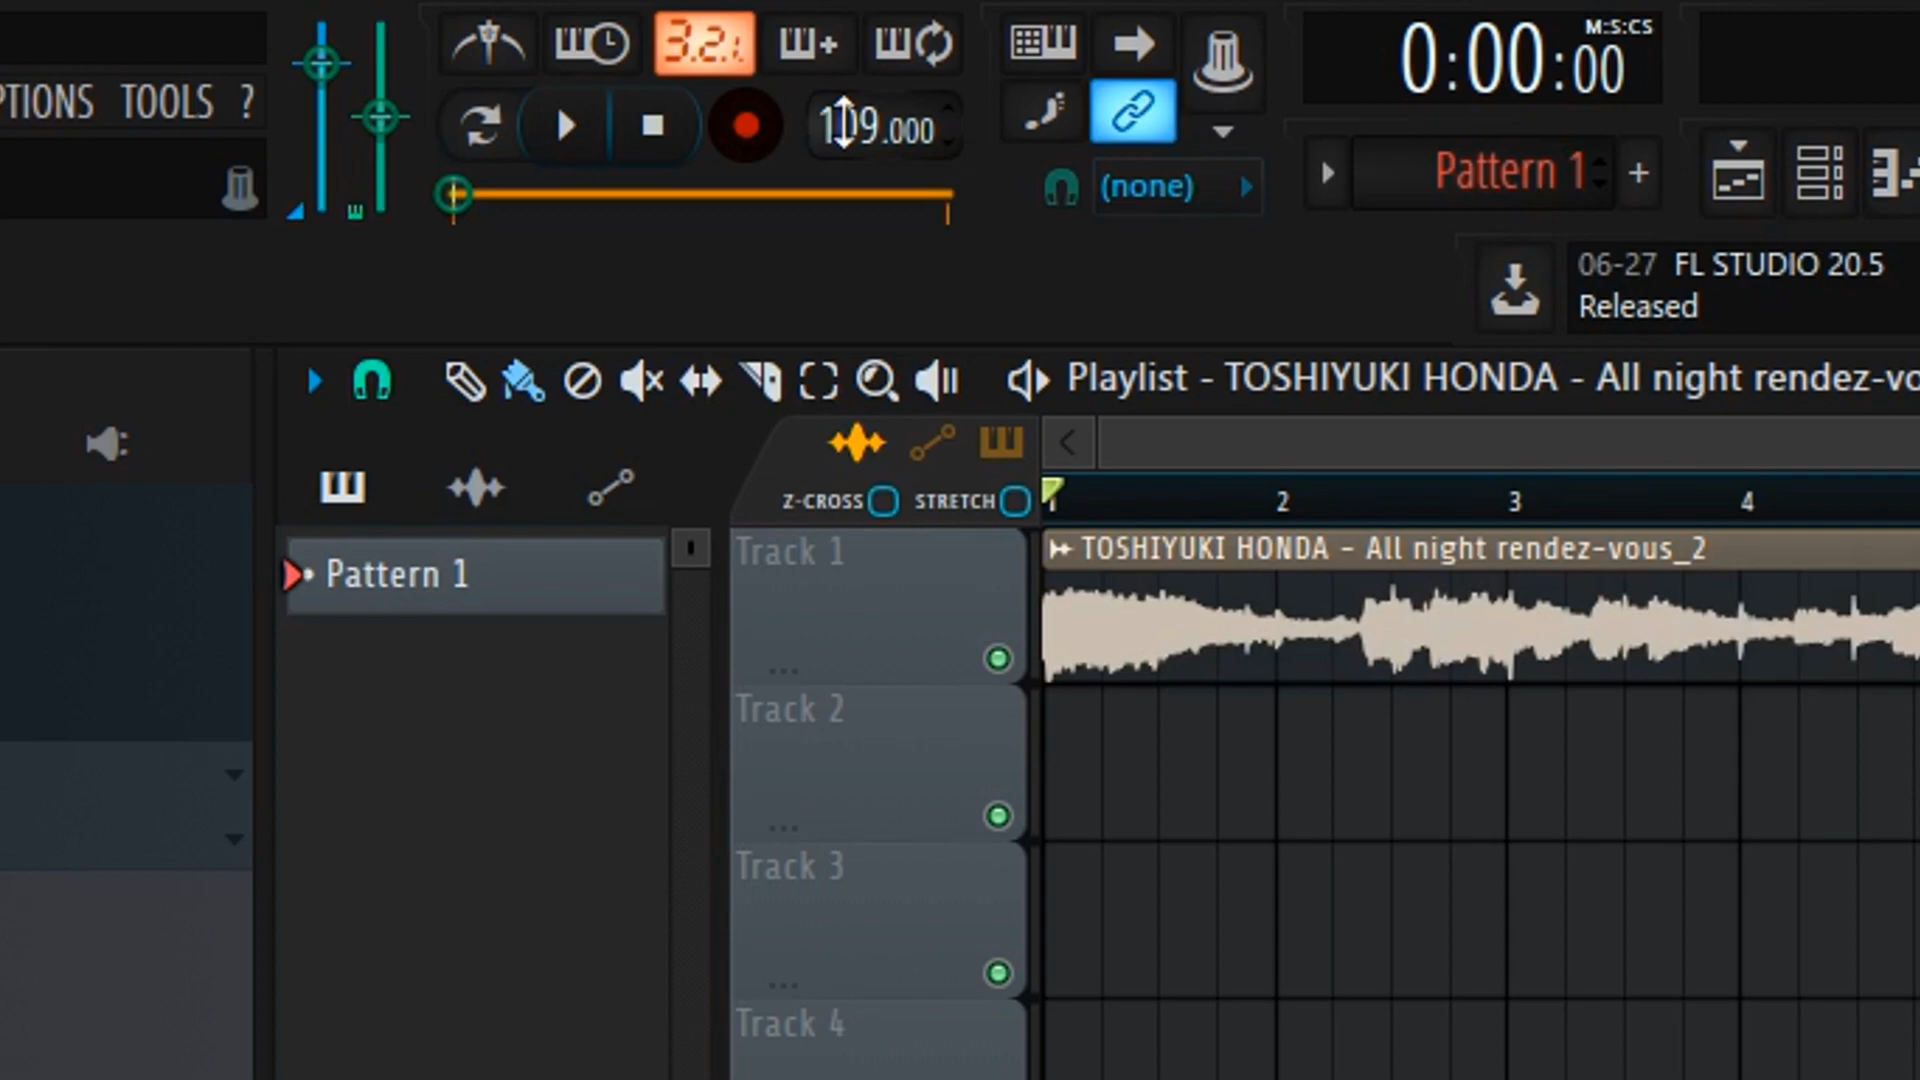 3.2.
0:00:00
M:S:CS
PTIONS TOOLS ?
109.000
(none)
Pattern 1
+
06-27 FL STUDIO 20.5
Released
Playlist - TOSHIYUKI HONDA - All night rendez-vo
Z-CROSS STRETCH
1 2 3 4
Pattern 1
Track 1
TOSHIYUKI HONDA - All night rendez-vous_2
Track 2
Track 3
Track 4